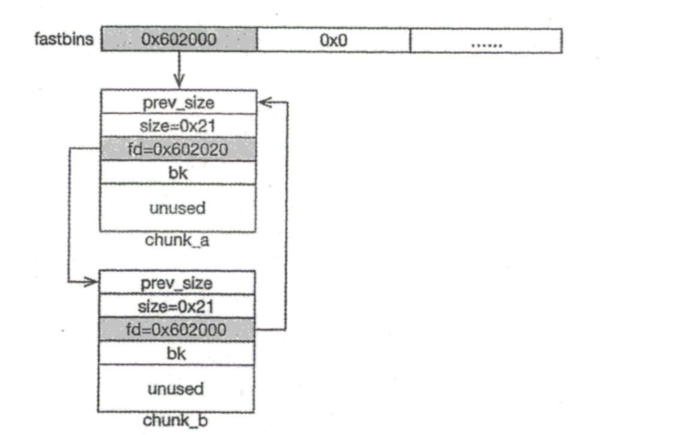 fastbins 0x602000 0x0 ......
prev_size
size=0x21
fd=0x602020
bk
unused
chunk_a
prev_size
size=0x21
fd=0x602000
bk
unused
chunk_b